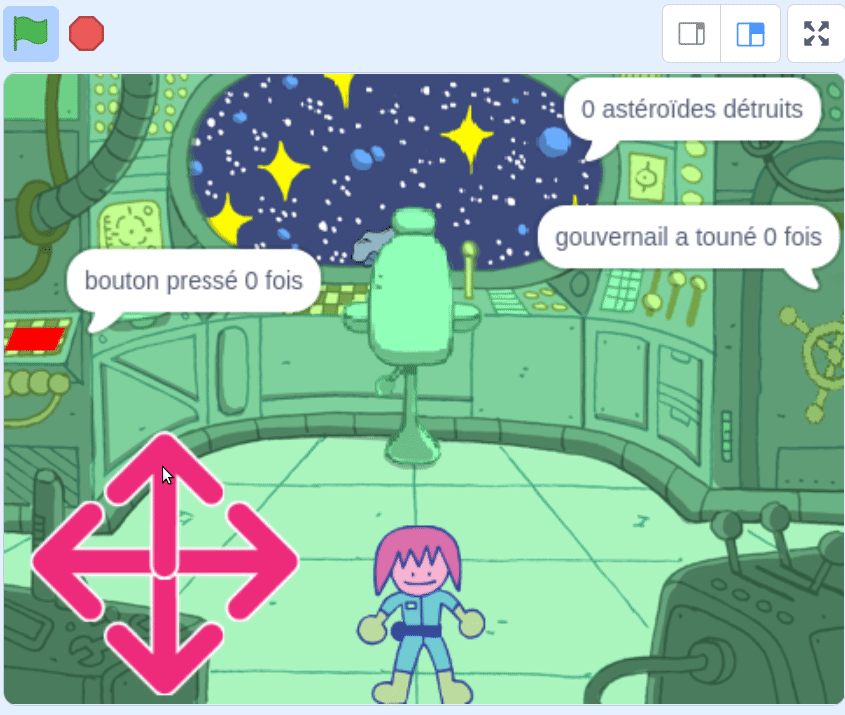 0 astéroïdes détruits
gouvernail a touné 0 fois
bouton pressé 0 fois